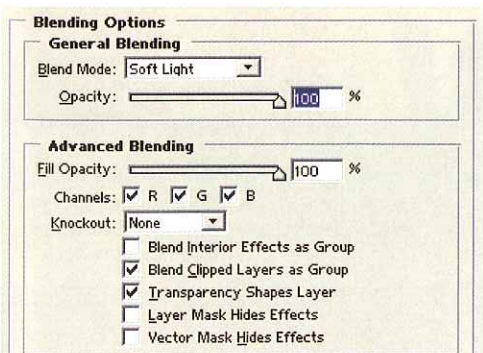 Blending Options
General Blending
Blend Mode: Soft Light
Opacity: 100 %
Advanced Blending
Fill Opacity: 100 %
Channels: R G B
Knockout: None
Blend Interior Effects as Group
Blend Clipped Layers as Group
Transparency Shapes Layer
Layer Mask Hides Effects
Vector Mask Hides Effects